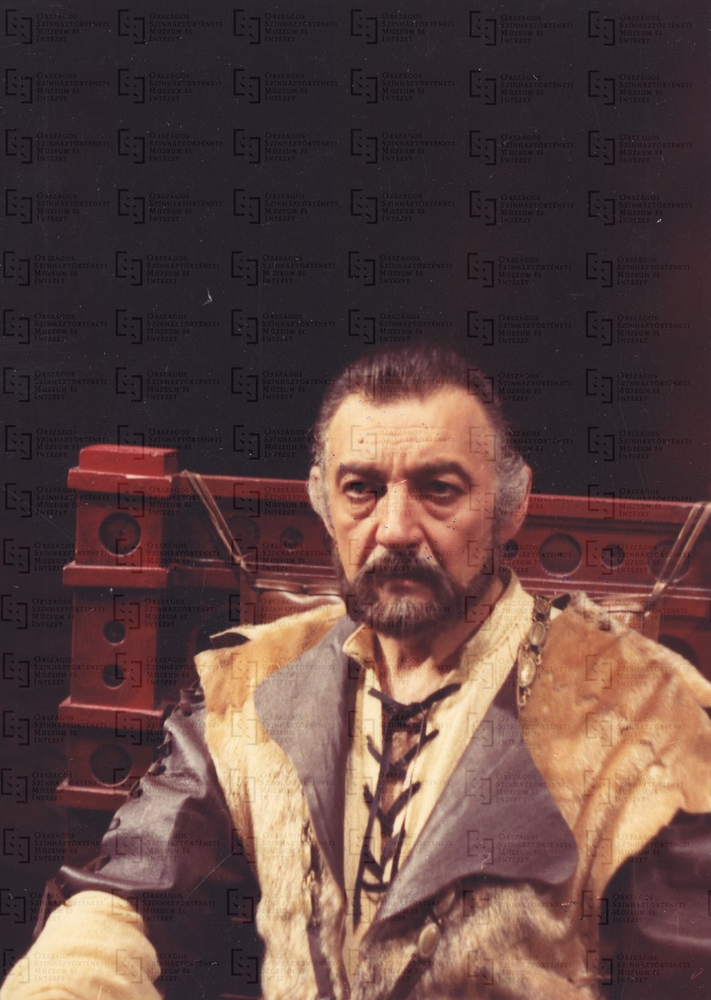 Országos
Színháztörténeti
Múzeum és
Intézet